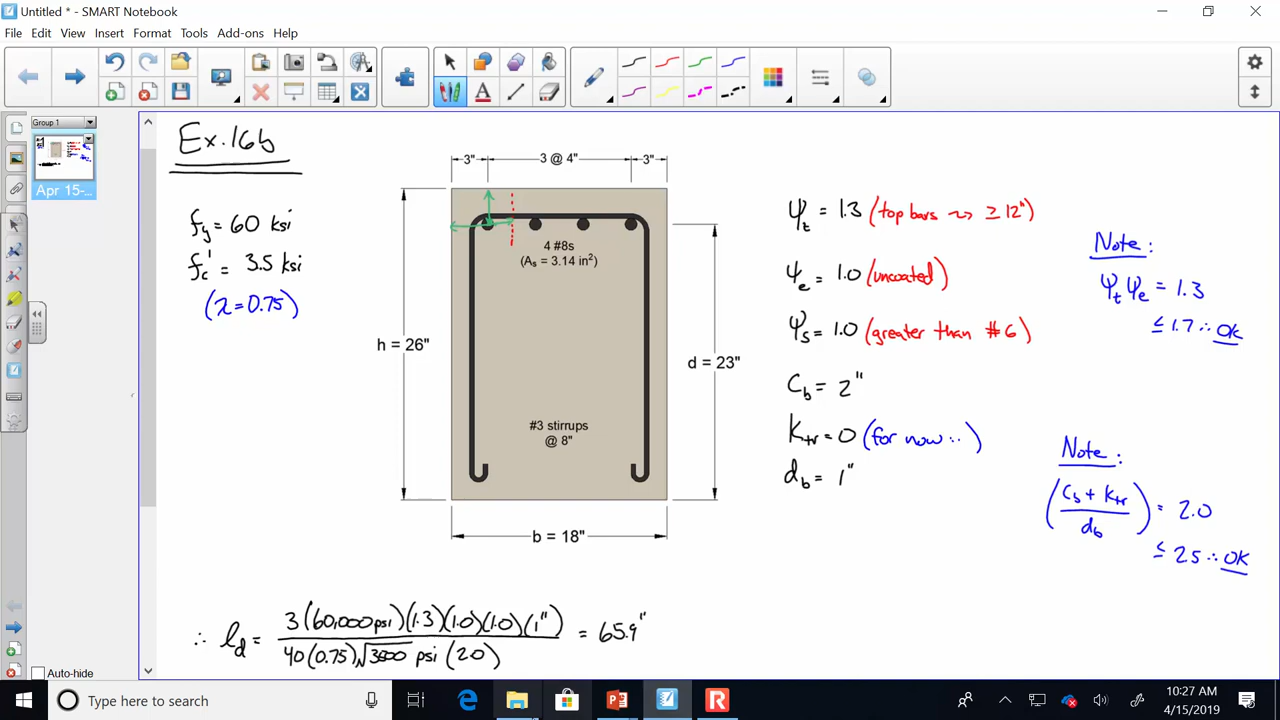 Untitled * - SMART Notebook
File Edit View Insert Format Tools Add-ons Help
Group 1
Apr 15-
Auto-hide
Ex.16b
fy = 60 ksi
fc' = 3.5 ksi
(λ = 0.75)
3" 3 @ 4" 3"
4 #8s
(As = 3.14 in²)
h = 26"
d = 23"
#3 stirrups
@ 8"
b = 18"
ψt = 1.3 (top bars ~> ≥ 12")
ψe = 1.0 (uncoated)
ψs = 1.0 (greater than #6)
Cb = 2"
Ktr = 0 (for now...)
db = 1"
Note:
ψt ψe = 1.3
≤ 1.7 ∴ OK
Note:
(Cb + Ktr / db) = 2.0
≤ 2.5 ∴ OK
∴ ld = 3(60,000 psi)(1.3)(1.0)(1.0)(1") / 40(0.75)√3500 psi (2.0) = 65.9"
Type here to search
10:27 AM
4/15/2019